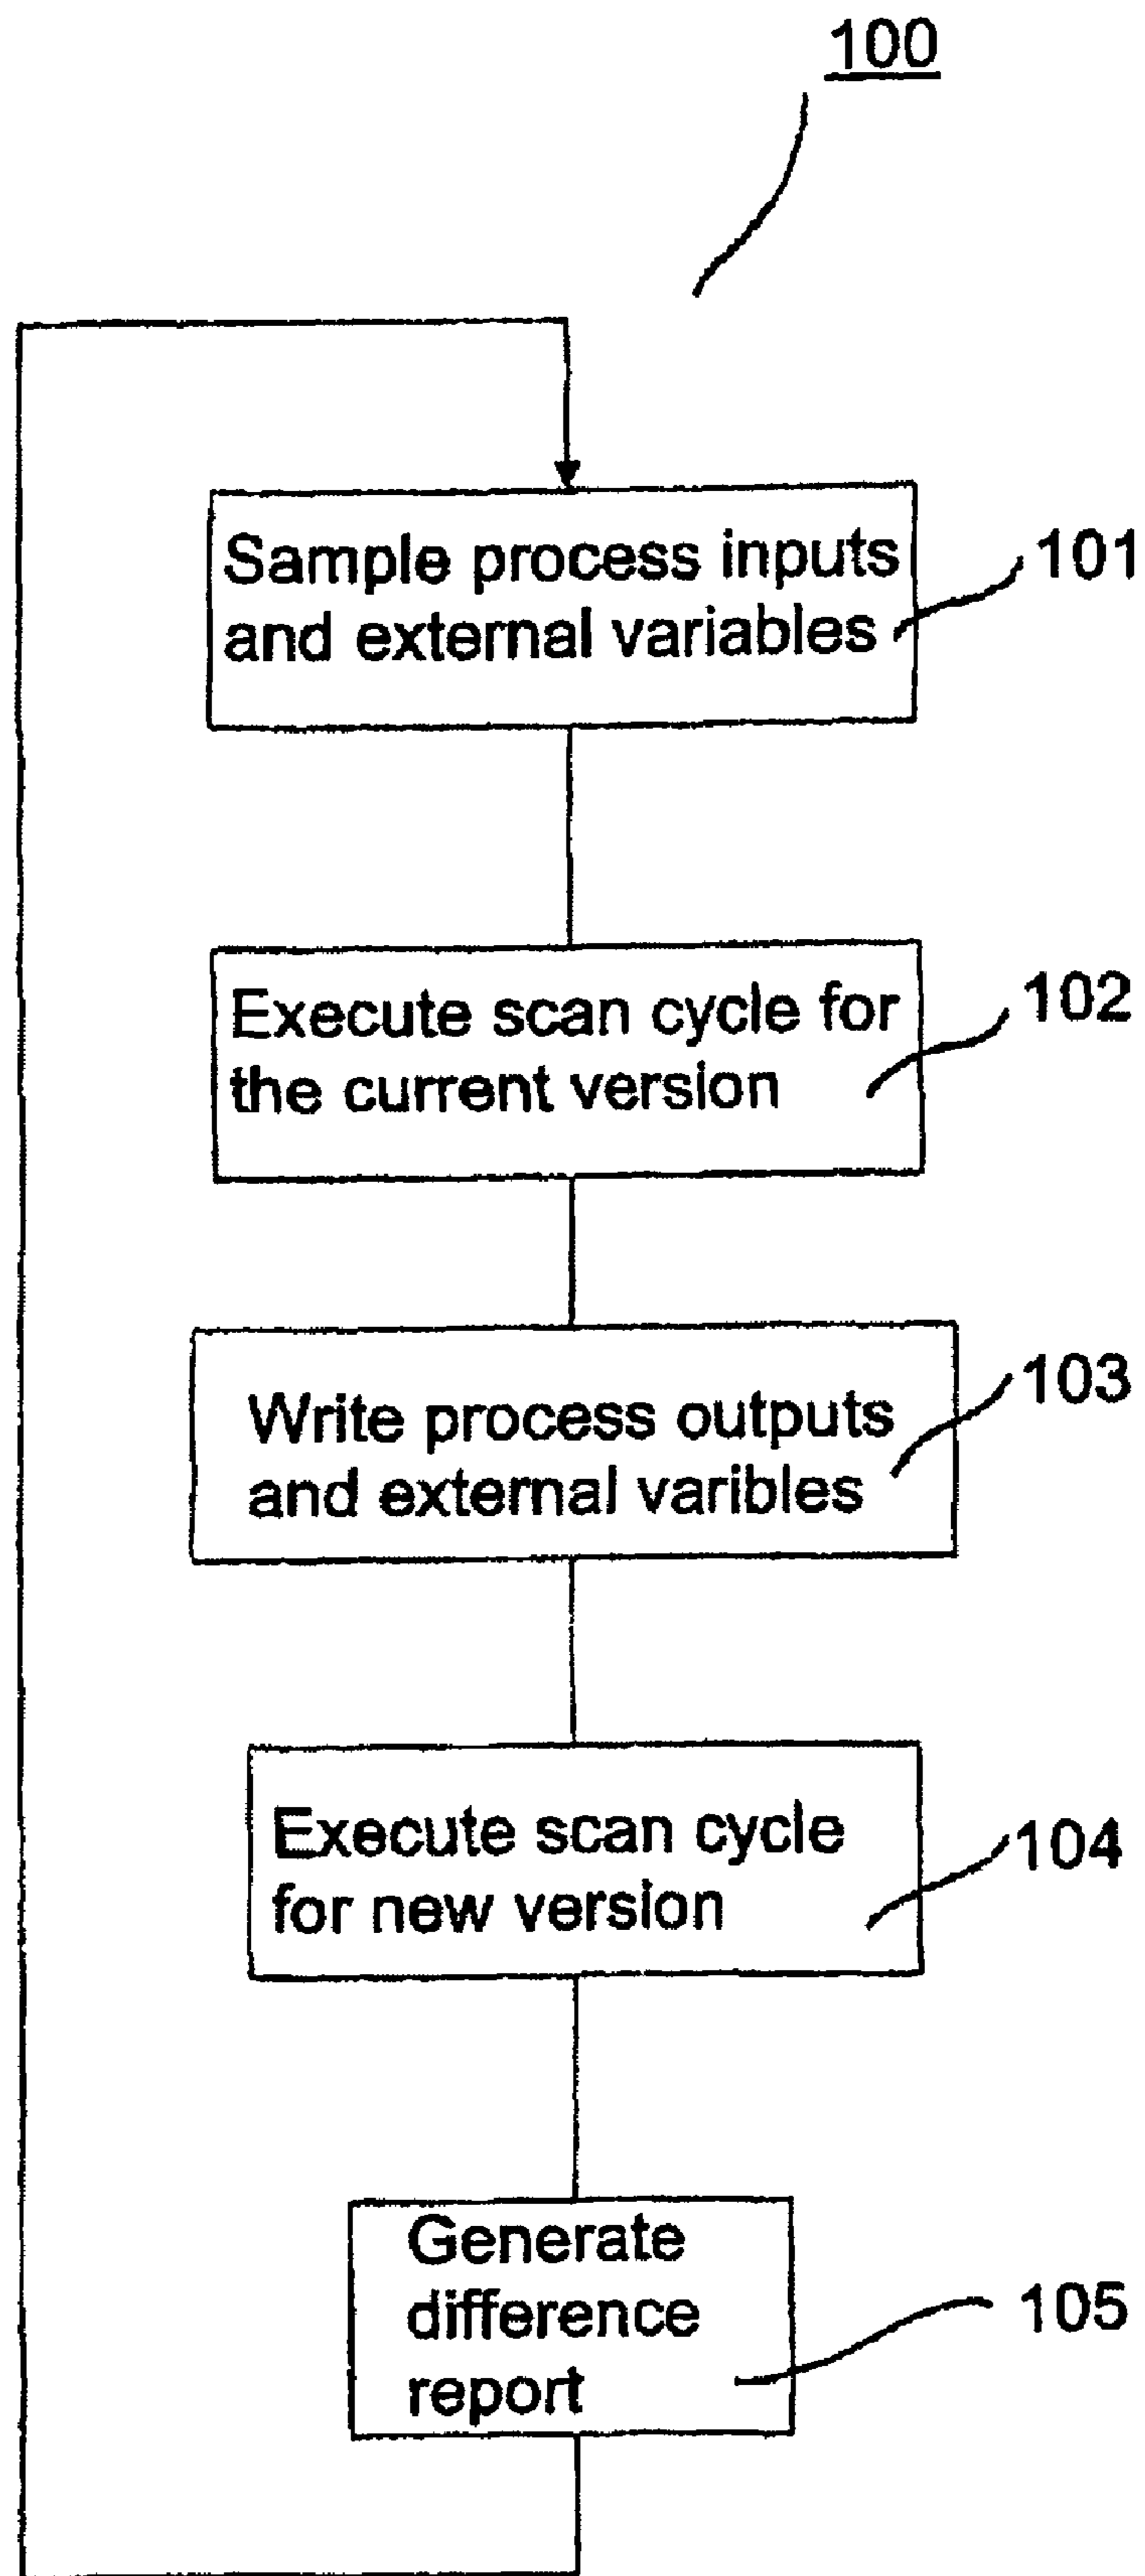 100
Sample process inputs
and external variables
101
Execute scan cycle for
the current version
102
Write process outputs
and external varibles
103
Execute scan cycle
for new version
104
Generate
difference
report
105